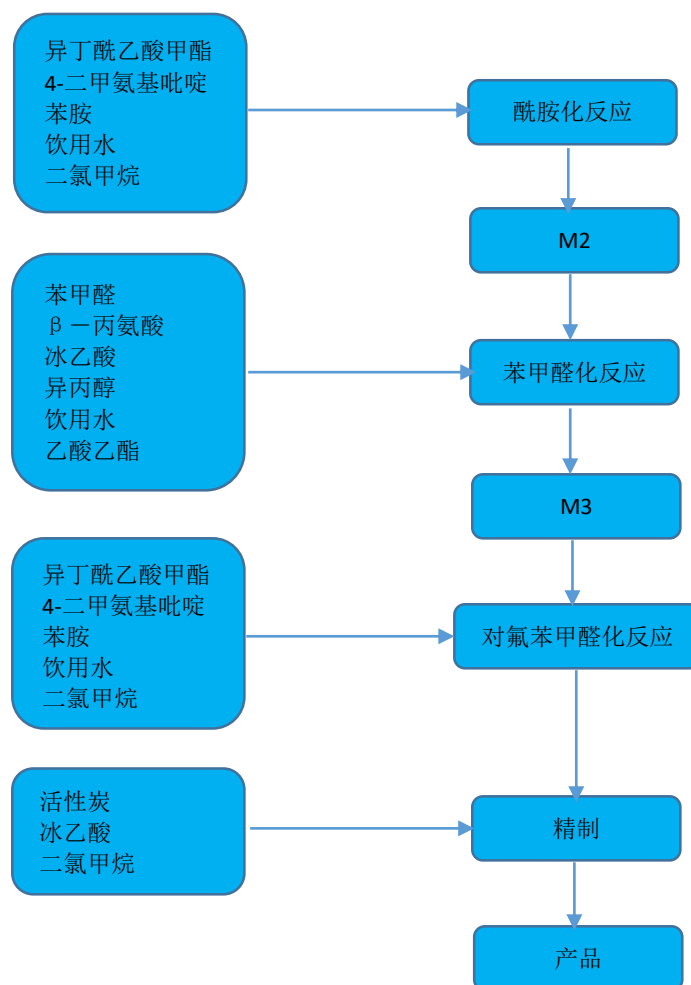 异丁酰乙酸甲酯
4-二甲氨基吡啶
苯胺
饮用水
二氯甲烷
酰胺化反应
M2
苯甲醛
β－丙氨酸
冰乙酸
异丙醇
饮用水
乙酸乙酯
苯甲醛化反应
M3
异丁酰乙酸甲酯
4-二甲氨基吡啶
苯胺
饮用水
二氯甲烷
对氟苯甲醛化反应
活性炭
冰乙酸
二氯甲烷
精制
产品